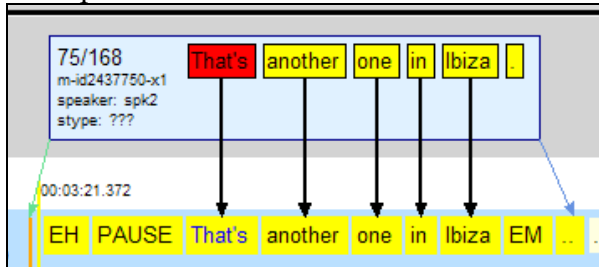 75/168 That's another one in Ibiza .
m-id2437750-x1
speaker: spk2
stype: ???
00:03:21.372
EH PAUSE That's another one in Ibiza EM .. .